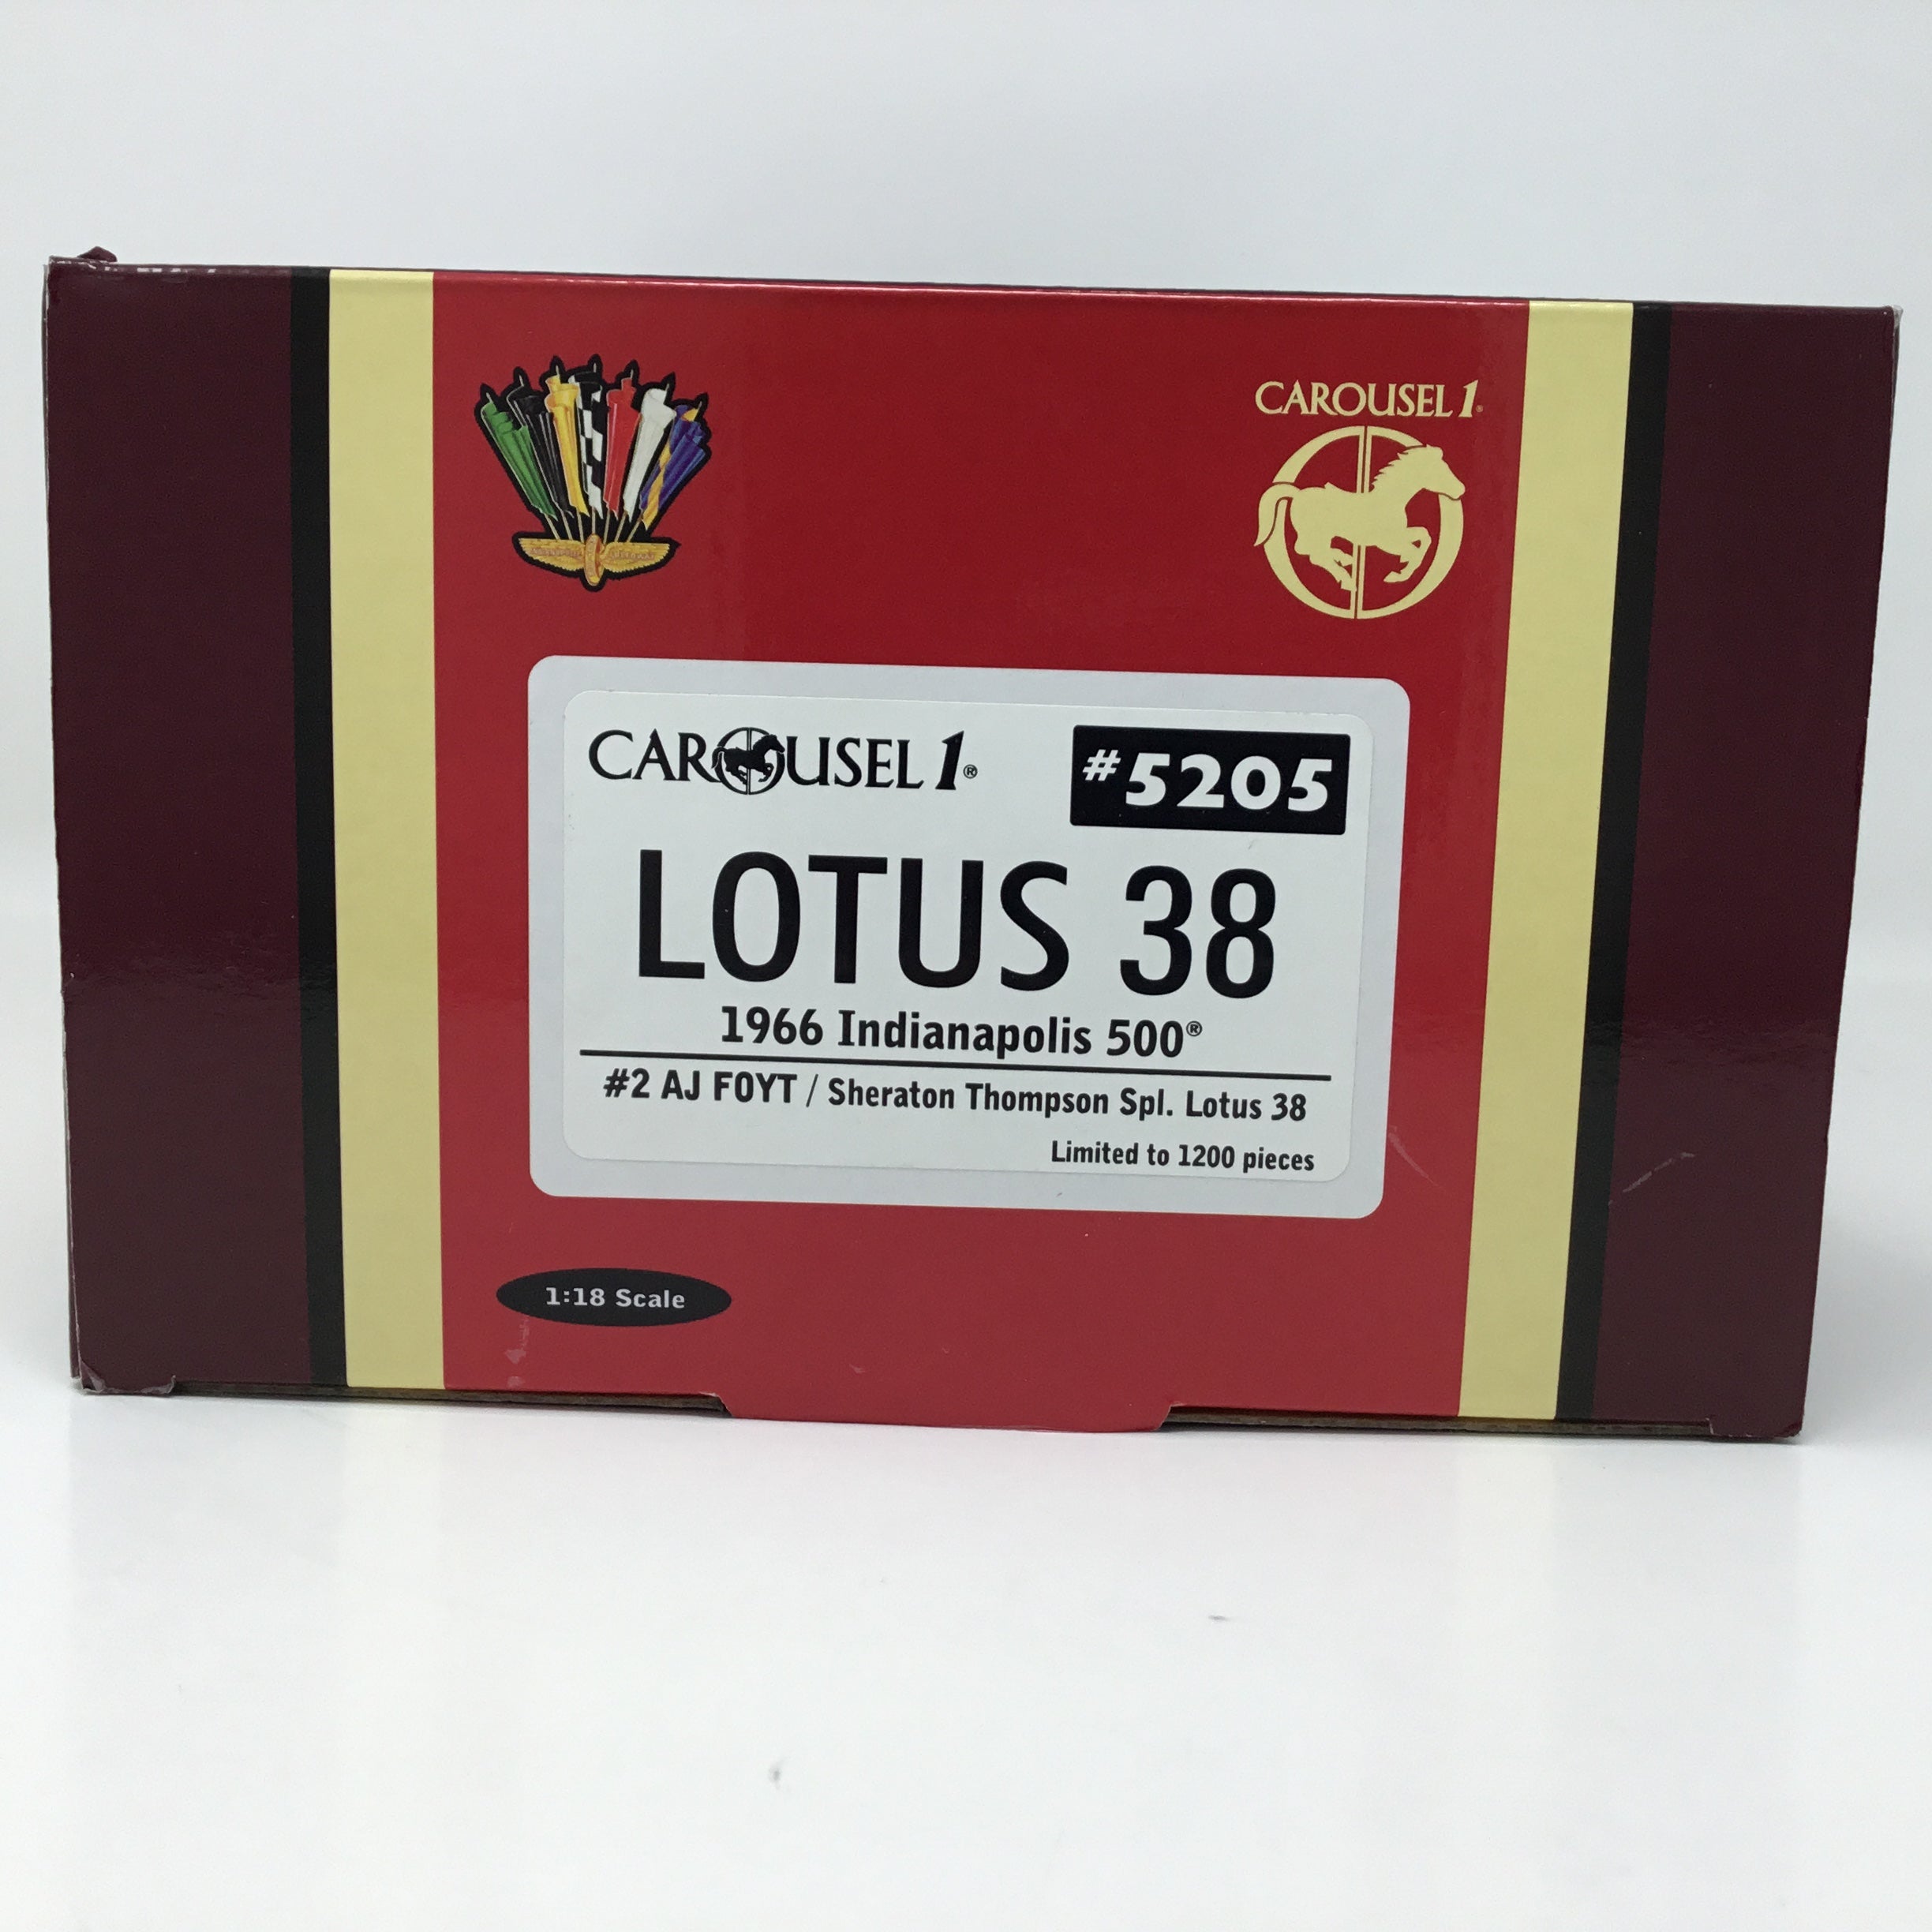 CAROUSEL 1®
CAROUSEL 1®
#5205
LOTUS 38
1966 Indianapolis 500®
#2 AJ FOYT / Sheraton Thompson Spl. Lotus 38
Limited to 1200 pieces
1:18 Scale